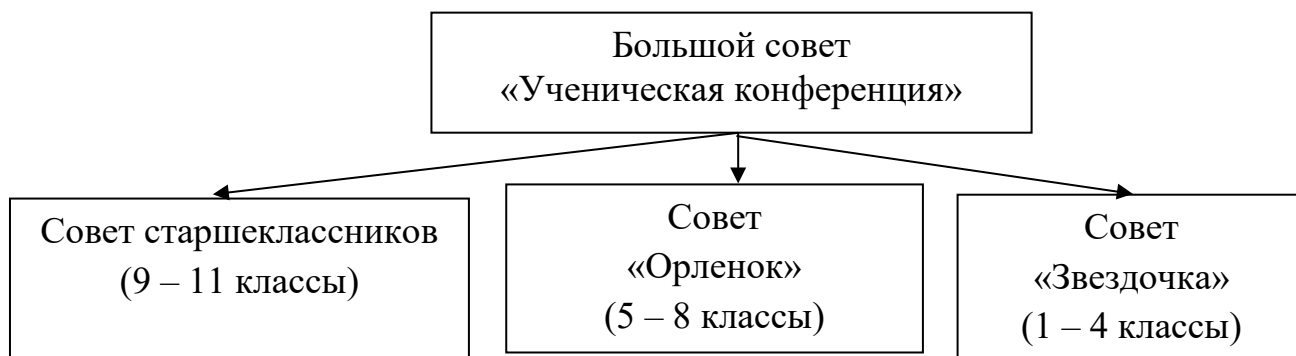 Большой совет
«Ученическая конференция»
Совет старшеклассников
(9 – 11 классы)
Совет
«Орленок»
(5 – 8 классы)
Совет
«Звездочка»
(1 – 4 классы)